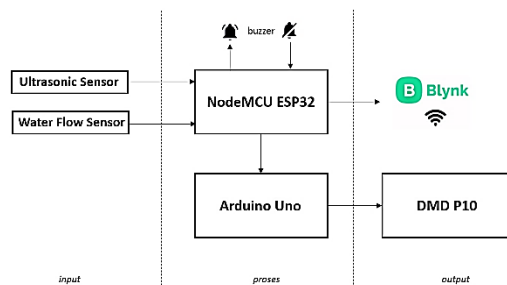 buzzer
Ultrasonic Sensor
NodeMCU ESP32
B Blynk
Water Flow Sensor
Arduino Uno
DMD P10
input
proses
output